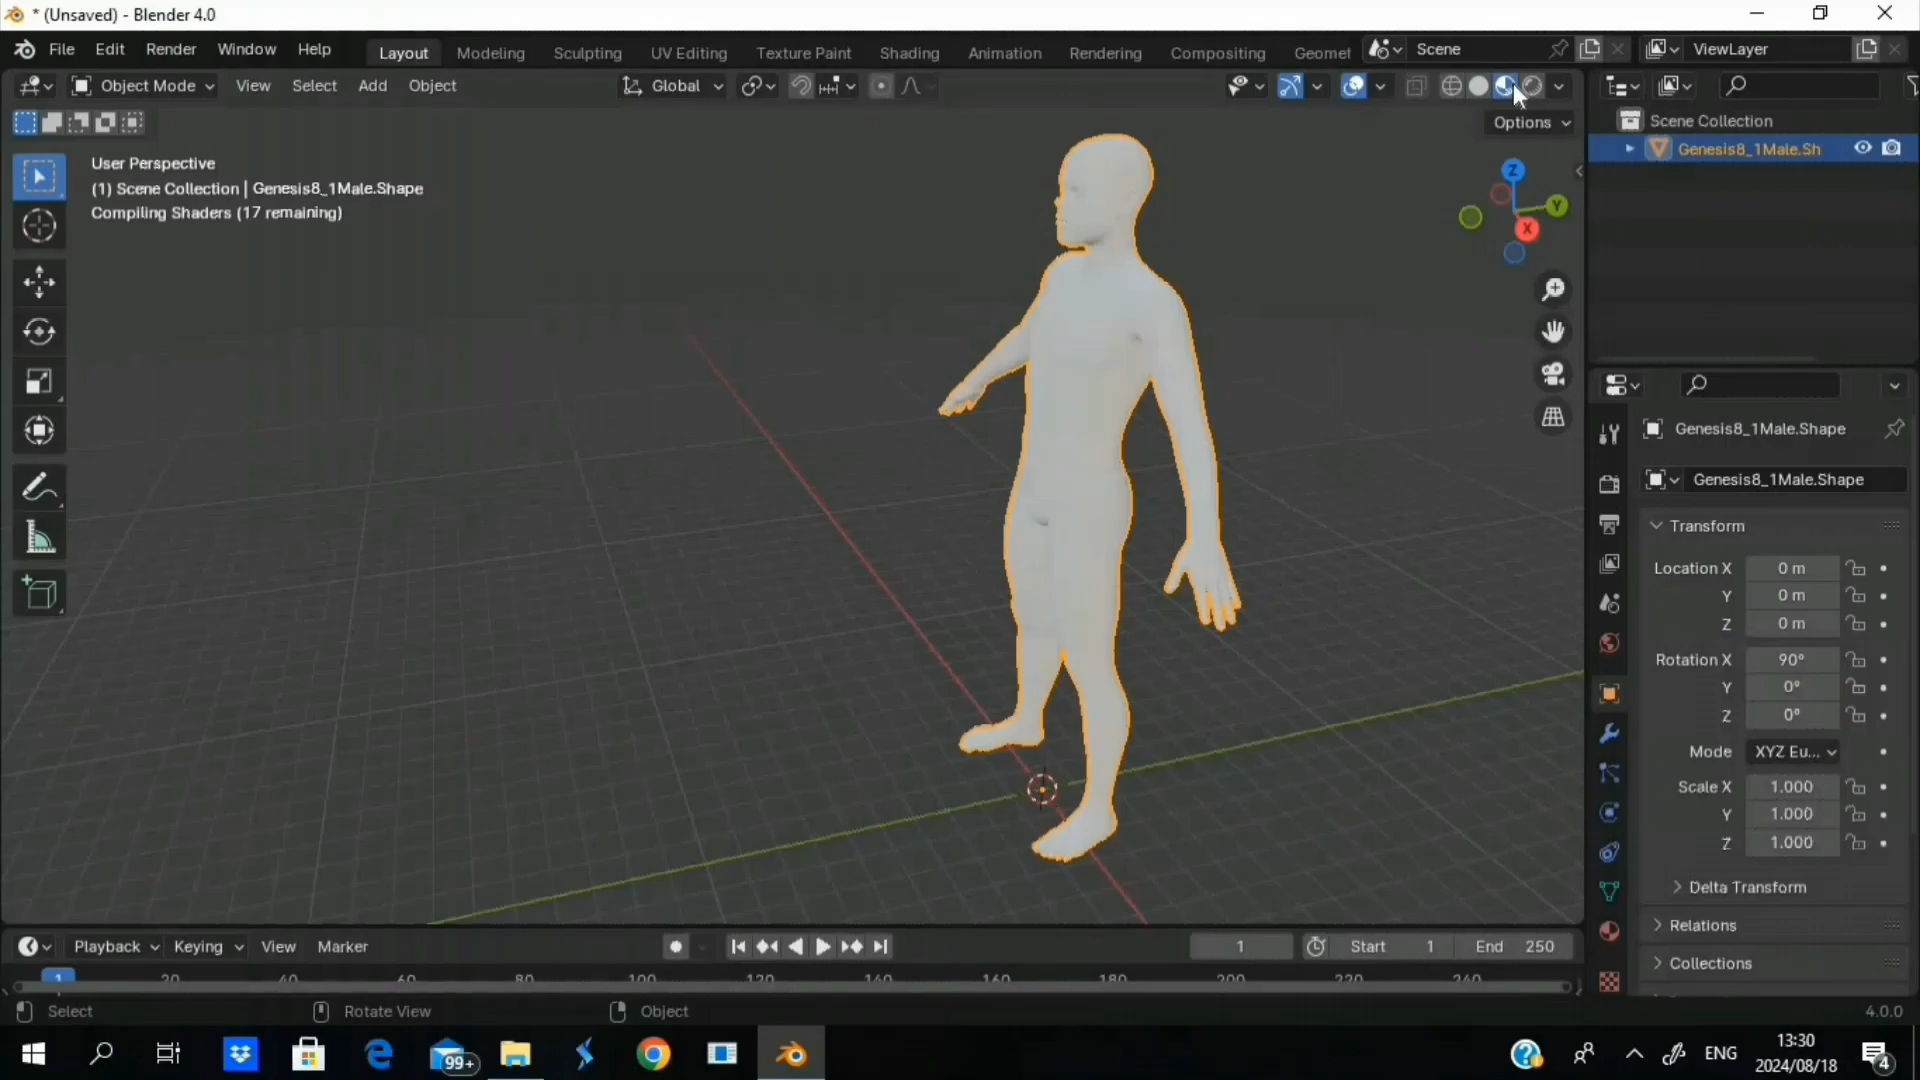 * (Unsaved) - Blender 4.0
File Edit Render Window Help Layout Modeling Sculpting UV Editing Texture Paint Shading Animation Rendering Compositing Geomet Scene ViewLayer
Object Mode View Select Add Object Global
Options
User Perspective
(1) Scene Collection | Genesis8_1Male.Shape
Compiling Shaders (17 remaining)
Z
Y
X
Scene Collection
Genesis8_1Male.Sh
Genesis8_1Male.Shape
Genesis8_1Male.Shape
Transform
Location X 0 m
Y 0 m
Z 0 m
Rotation X 90°
Y 0°
Z 0°
Mode XYZ Eu...
Scale X 1.000
Y 1.000
Z 1.000
Delta Transform
Relations
Collections
Playback Keying View Marker 1 Start 1 End 250
1 20 40 60 80 100 120 140 160 180 200 220 240
Select Rotate View Object 4.0.0
99+ ENG 13:30
2024/08/18 4